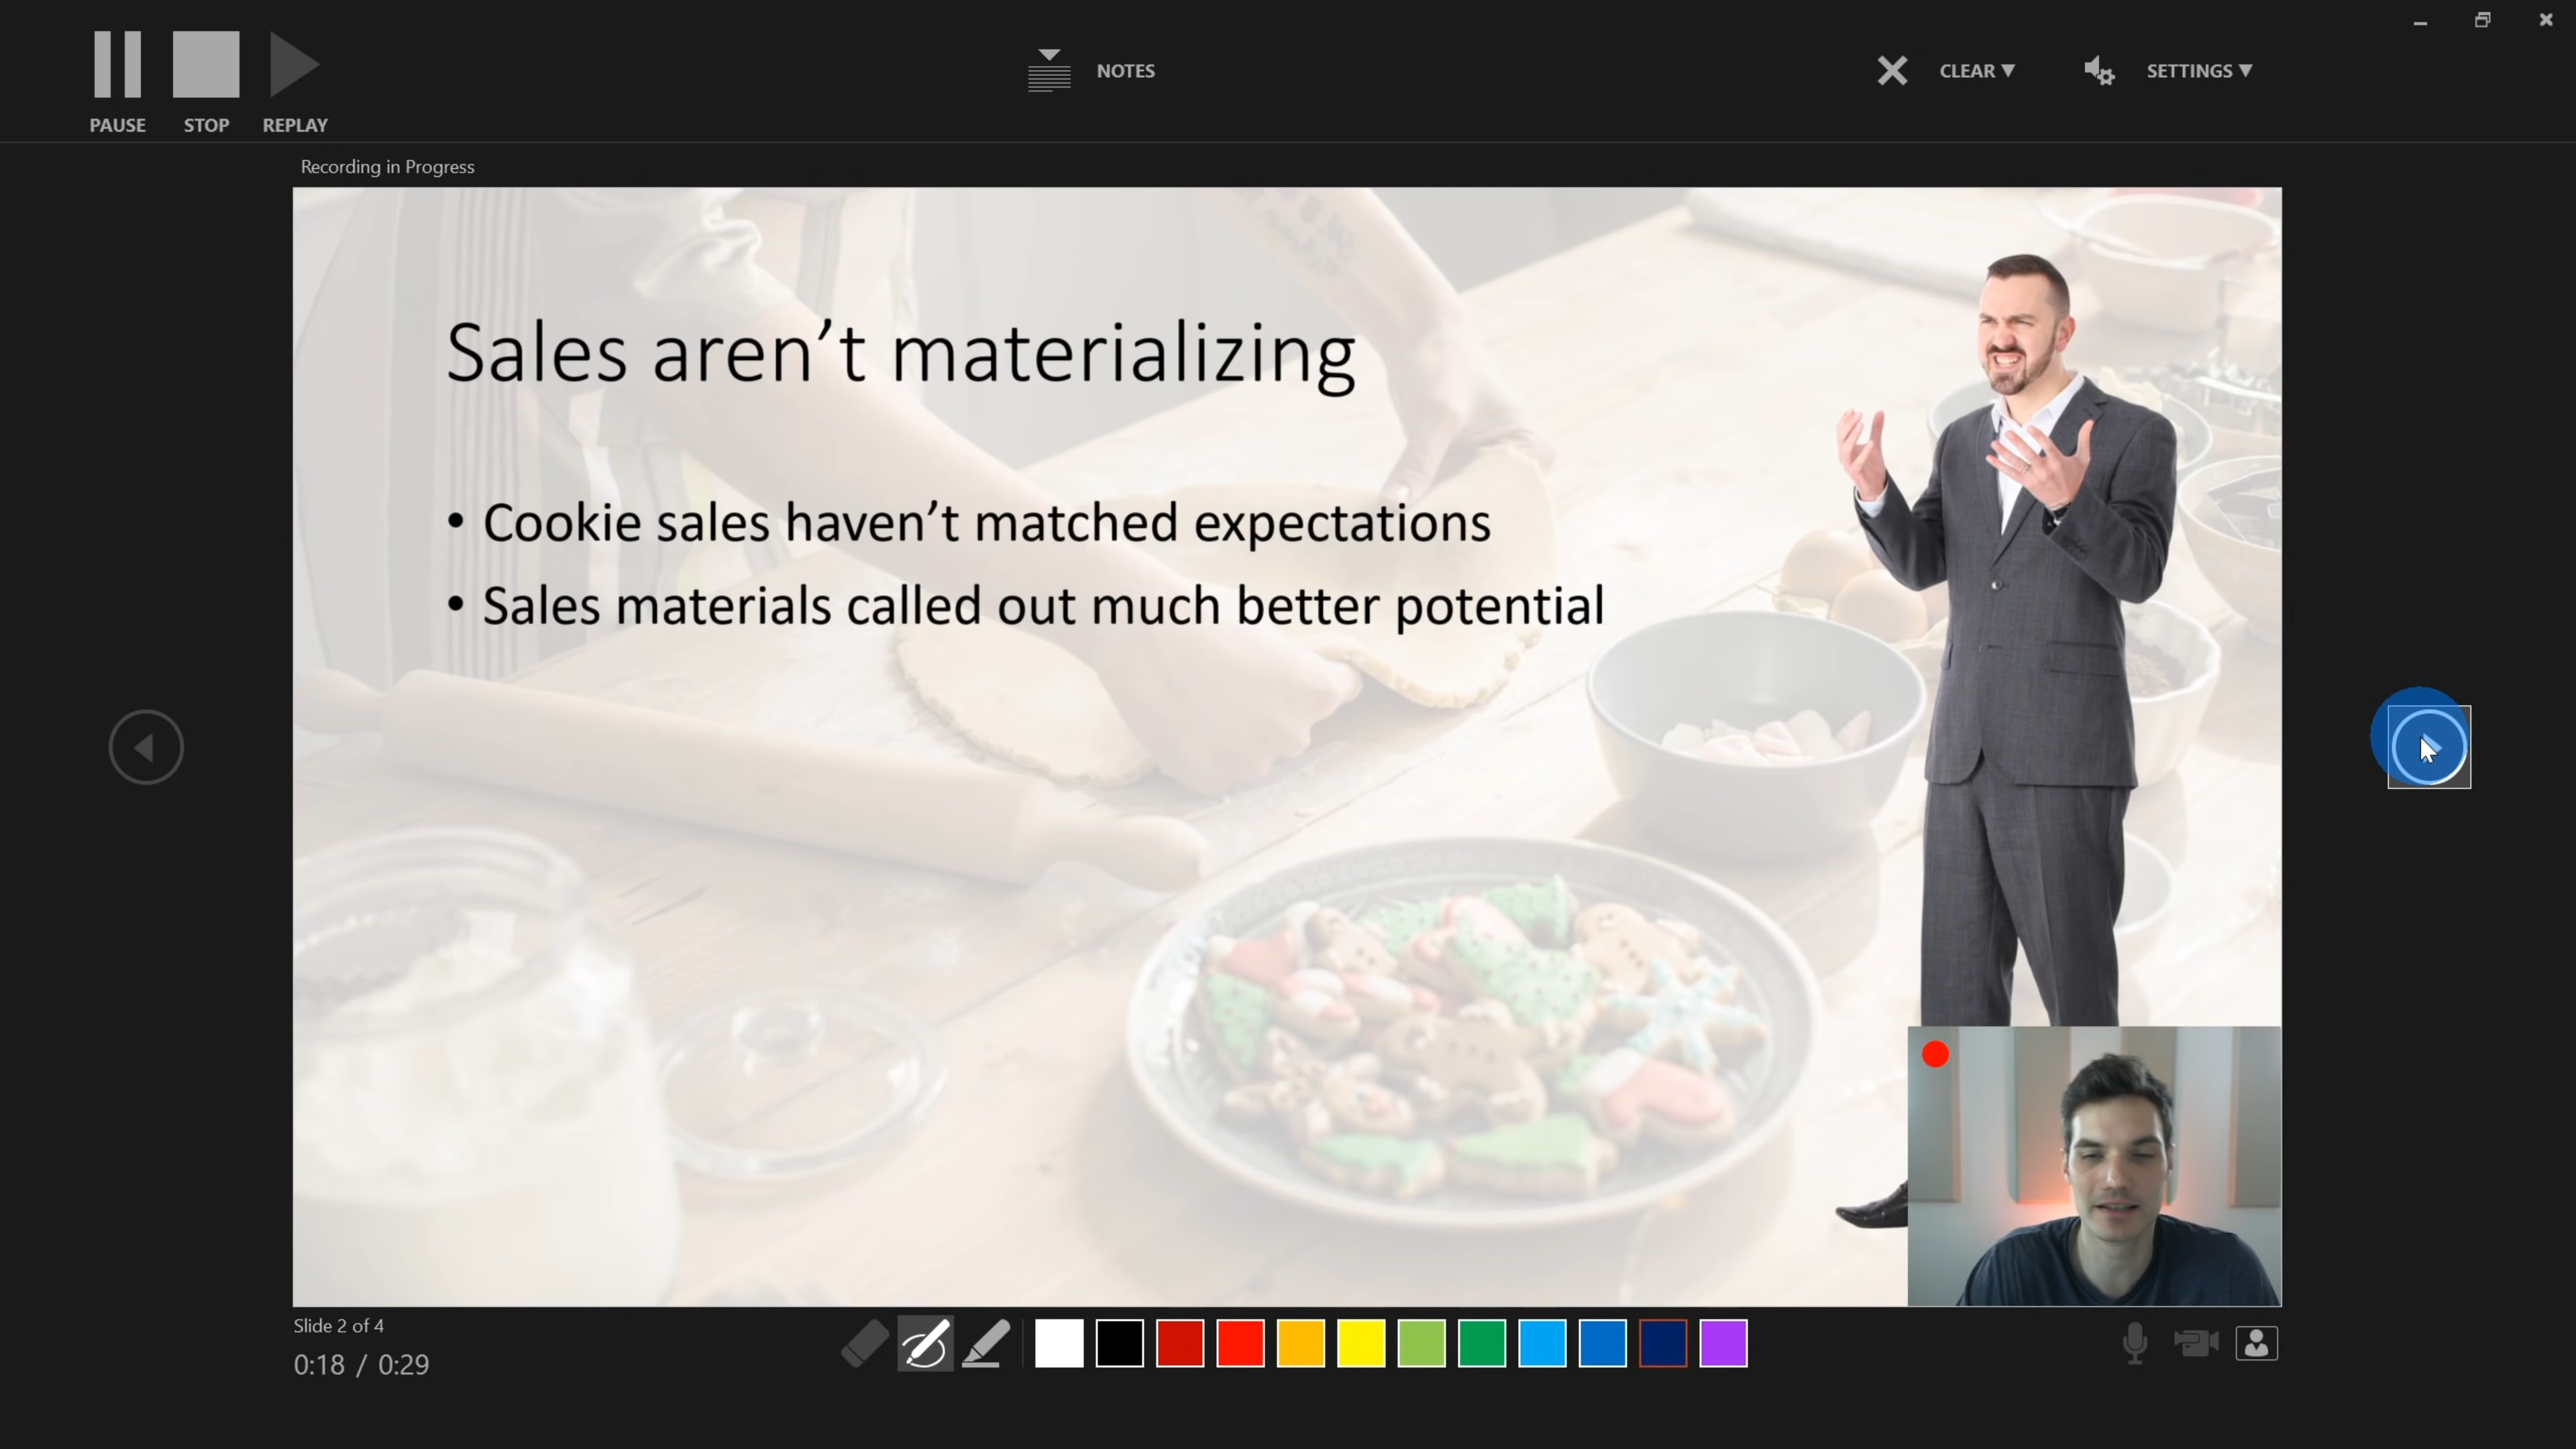 PAUSE
STOP
REPLAY
NOTES
CLEAR ▼
SETTINGS ▼
Recording in Progress
Sales aren’t materializing
• Cookie sales haven’t matched expectations
• Sales materials called out much better potential
Slide 2 of 4
0:18 / 0:29